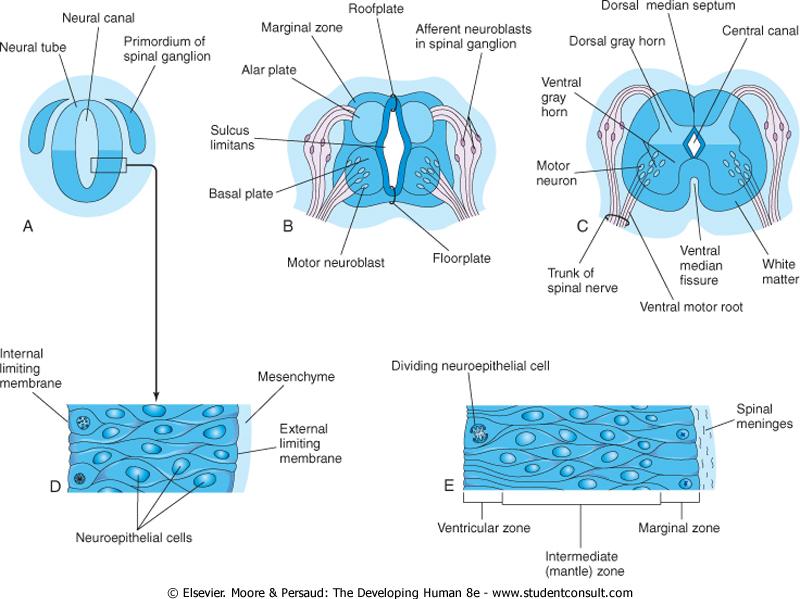 Neural canal
Neural tube
Primordium of
spinal ganglion
A
Roofplate
Marginal zone
Afferent neuroblasts
in spinal ganglion
Alar plate
Sulcus
limitans
Basal plate
B
Motor neuroblast
Floorplate
Dorsal median septum
Dorsal gray horn
Central canal
Ventral
gray
horn
Motor
neuron
C
Trunk of
spinal nerve
Ventral
median
fissure
White
matter
Ventral motor root
Internal
limiting
membrane
Mesenchyme
External
limiting
membrane
D
Neuroepithelial cells
Dividing neuroepithelial cell
Spinal
meninges
E
Ventricular zone
Marginal zone
Intermediate
(mantle) zone
© Elsevier. Moore & Persaud: The Developing Human 8e - www.studentconsult.com